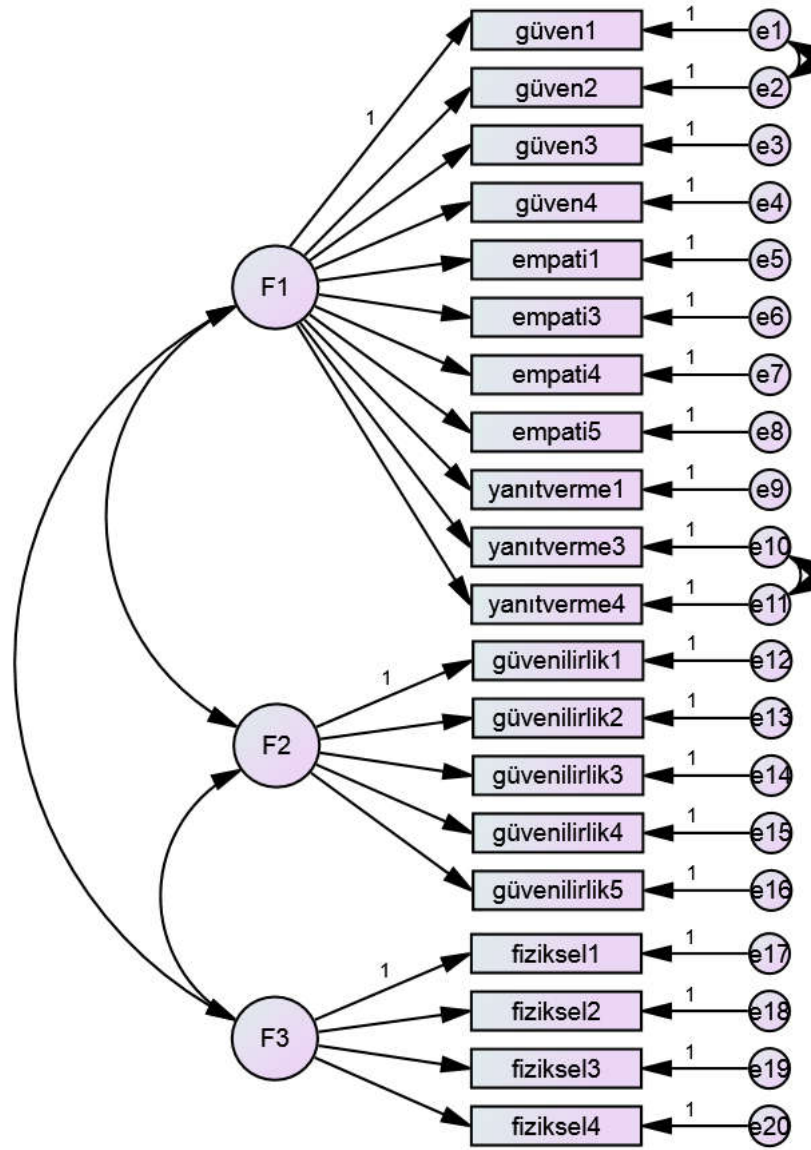 güven1 1 e1
güven2 1 e2
1
güven3 1 e3
güven4 1 e4
empati1 1 e5
F1
empati3 1 e6
empati4 1 e7
empati5 1 e8
yanıtverme1 1 e9
yanıtverme3 1 e10
yanıtverme4 1 e11
güvenilirlik1 1 e12
1
güvenilirlik2 1 e13
F2
güvenilirlik3 1 e14
güvenilirlik4 1 e15
güvenilirlik5 1 e16
fiziksel1 1 e17
1
fiziksel2 1 e18
F3
fiziksel3 1 e19
fiziksel4 1 e20